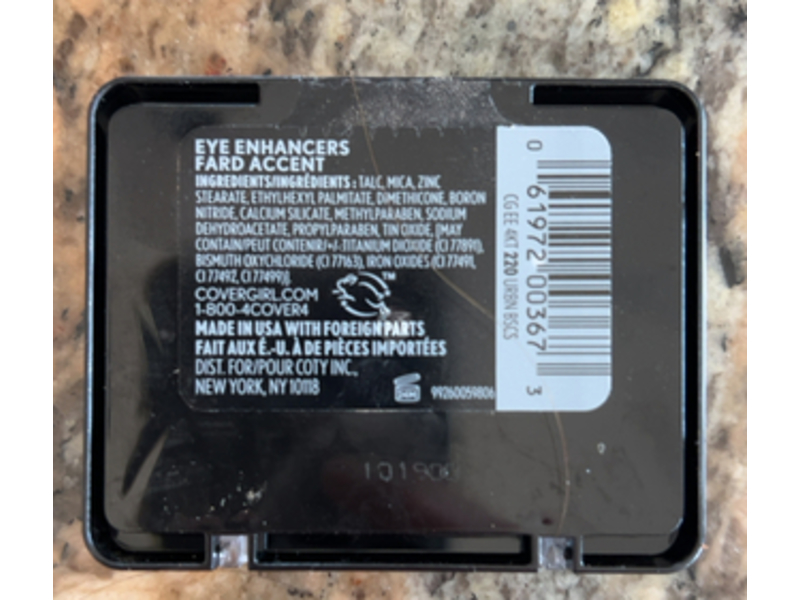 EYE ENHANCERS
FARD ACCENT
INGREDIENTS/INGRÉDIENTS : TALC, MICA, ZINC
STEARATE, ETHYLHEXYL PALMITATE, DIMETHICONE, BORON
NITRIDE, CALCIUM SILICATE, METHYLPARABEN, SODIUM
DEHYDROACETATE, PROPYLPARABEN, TIN OXIDE, [MAY
CONTAIN/PEUT CONTENIR/+/-TITANIUM DIOXIDE (CI 77891),
BISMUTH OXYCHLORIDE (CI 77163), IRON OXIDES (CI 77491,
CI 77492, CI 77499)].
COVERGIRL.COM
1-800-4COVER4
TM
MADE IN USA WITH FOREIGN PARTS
FAIT AUX É.-U. À DE PIÈCES IMPORTÉES
DIST. FOR/POUR COTY INC.,
NEW YORK, NY 10118
99260059806
CG EE 4KT 220 URBN BSCS
0 61972 00367 3